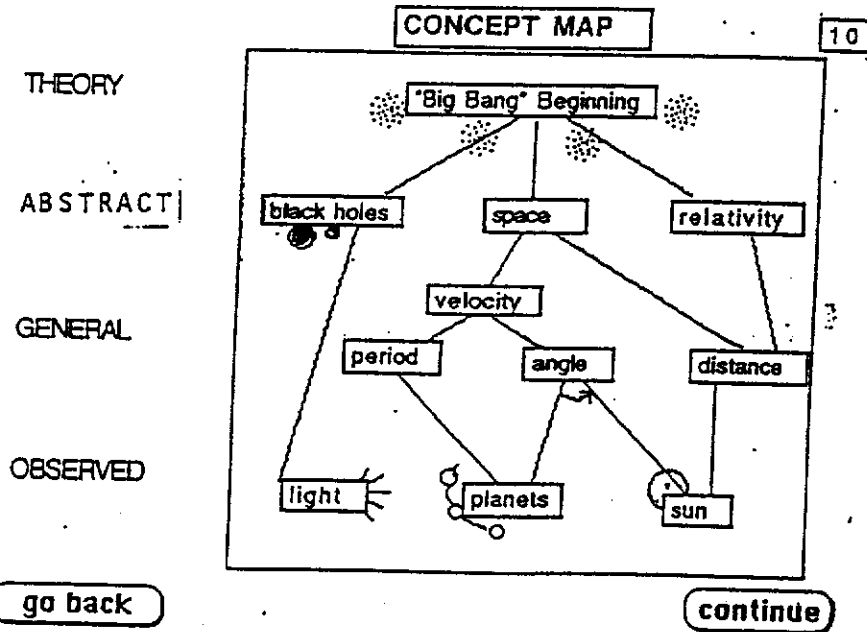 CONCEPT MAP
10
THEORY
"Big Bang" Beginning
ABSTRACT
black holes
space
relativity
velocity
GENERAL
period
angle
distance
OBSERVED
light
planets
sun
go back
continue